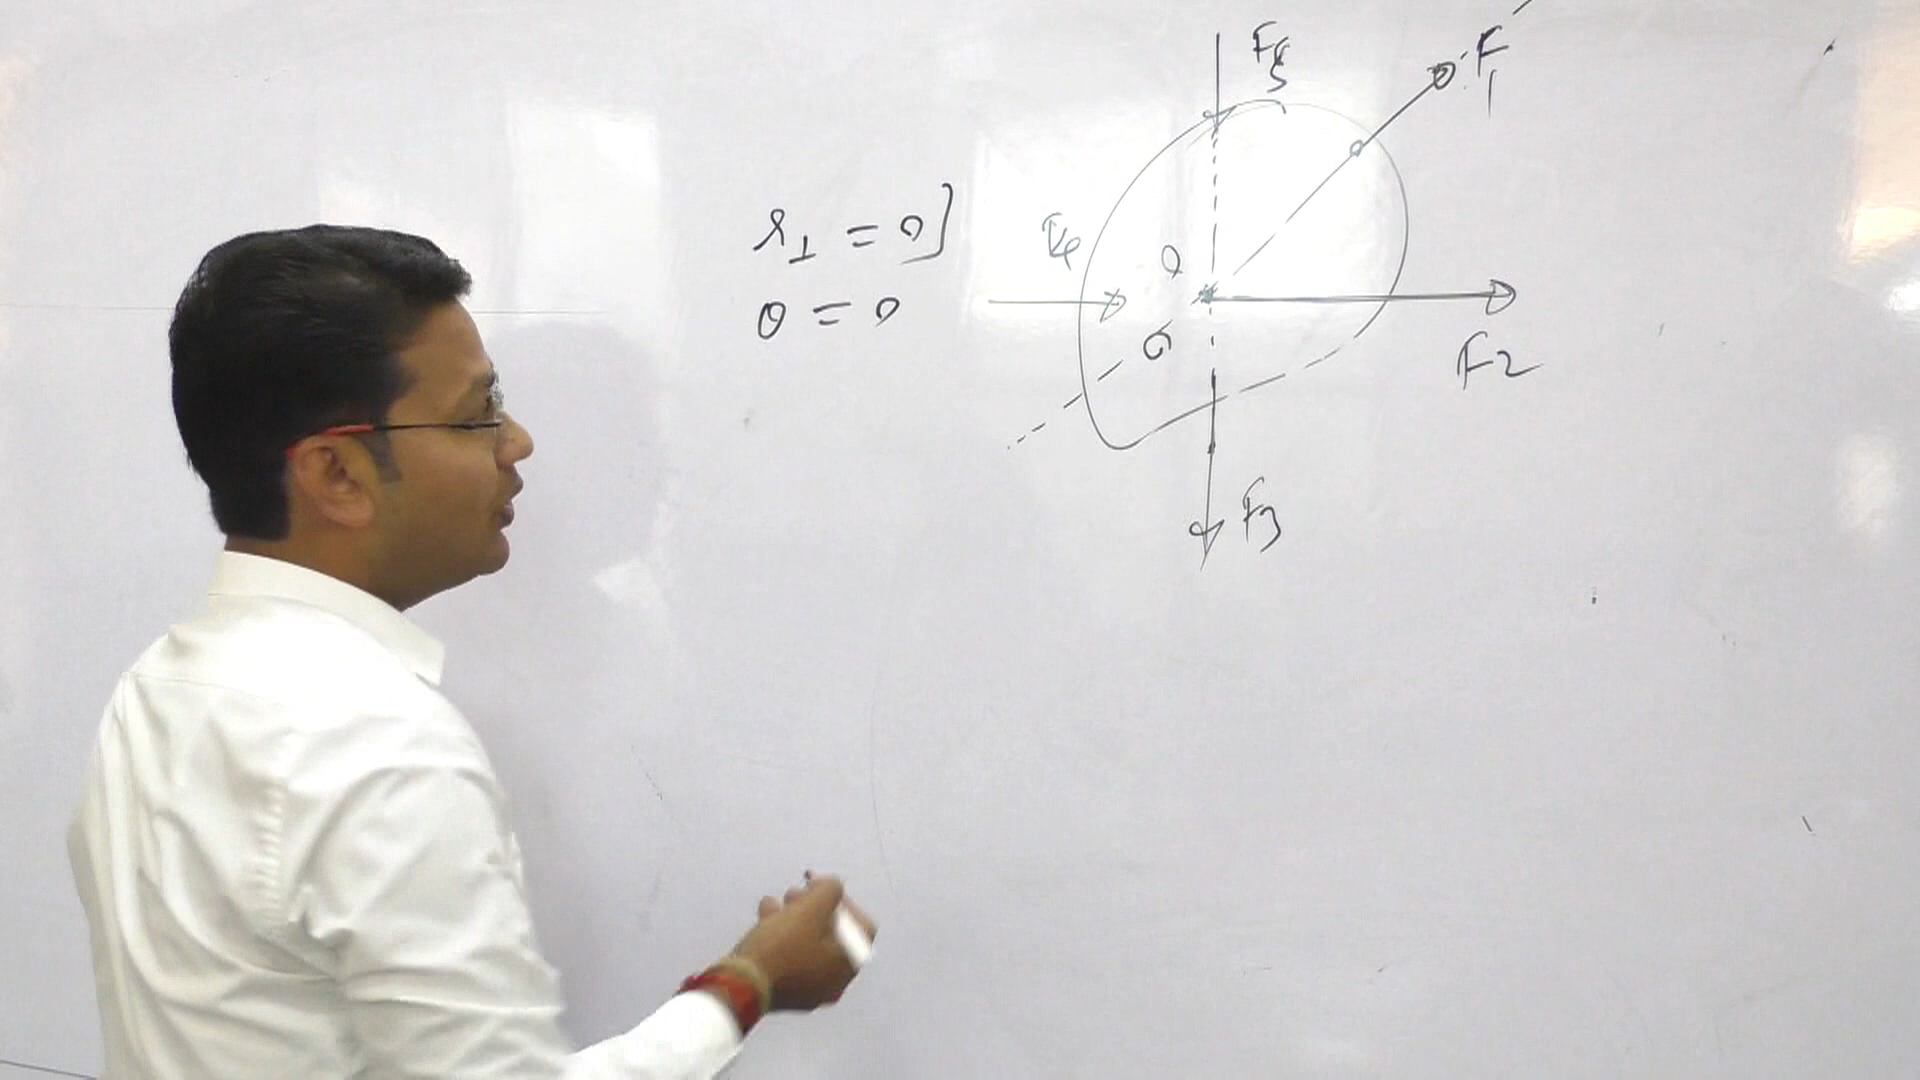 F5
F1
r⊥ = 0]
F4
O
θ = 0
F2
F3